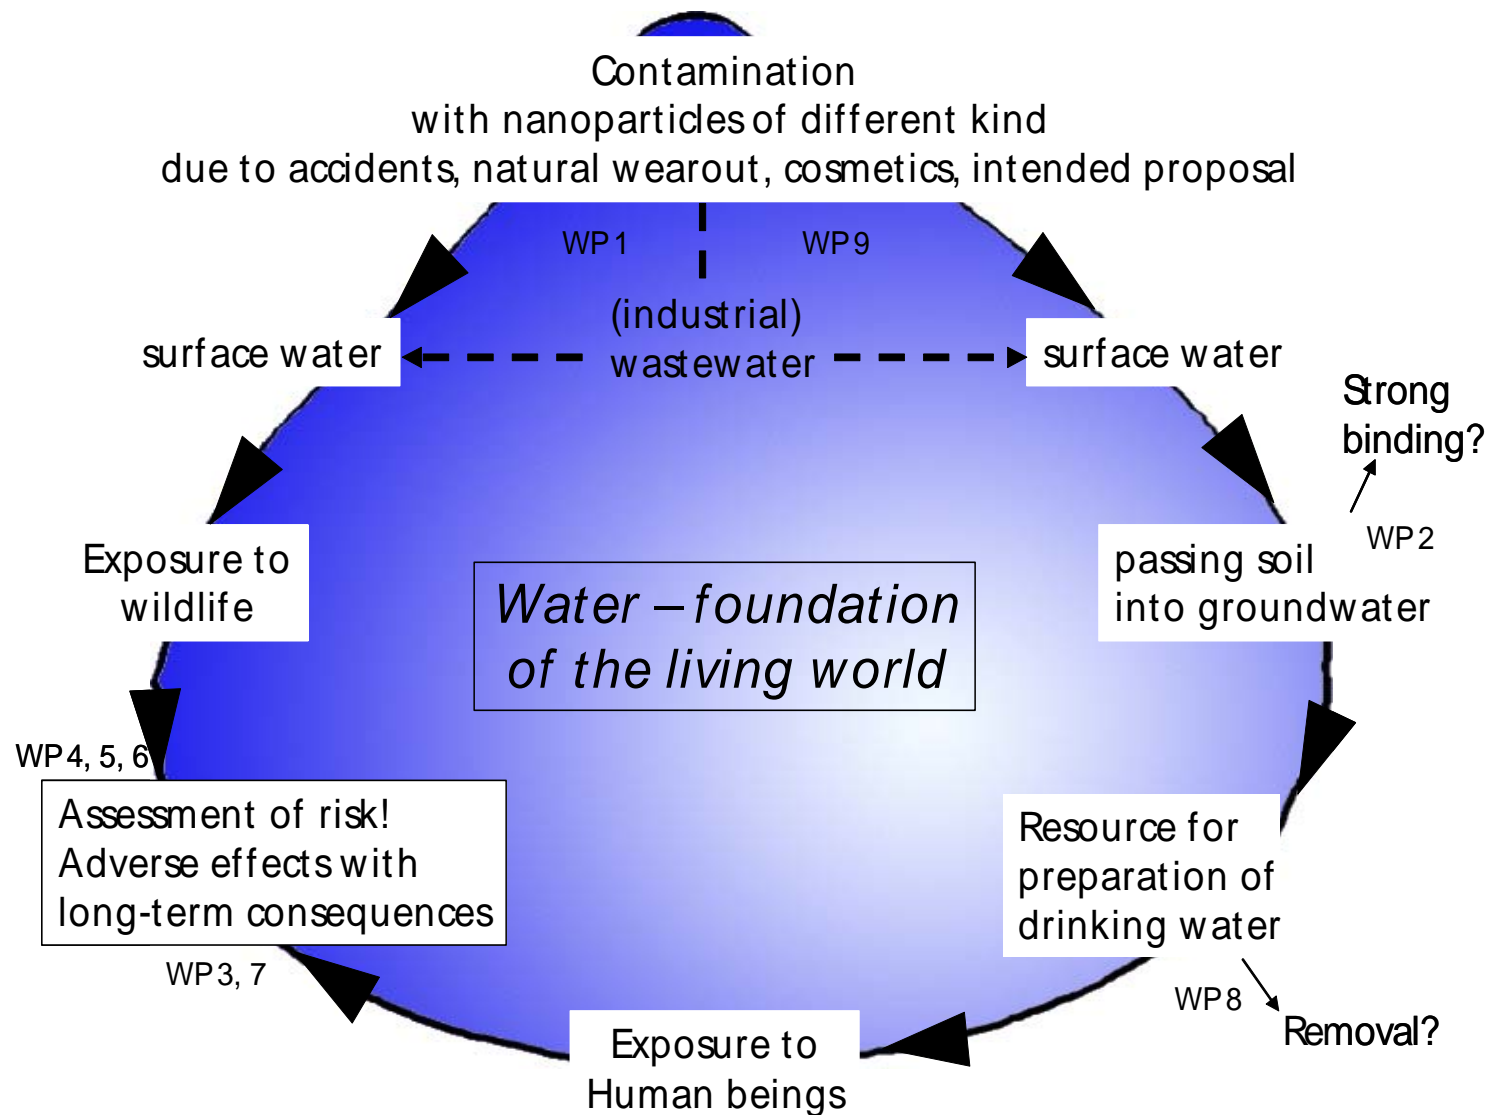 Contamination
with nanoparticles of different kind
due to accidents, natural wearout, cosmetics, intended proposal
WP1
WP9
(industrial)
wastewater
surface water
surface water
Strong
binding?
WP2
Exposure to
wildlife
passing soil
into groundwater
Water – foundation
of the living world
WP4, 5, 6
Assessment of risk!
Adverse effects with
long-term consequences
WP3, 7
Resource for
preparation of
drinking water
WP8
Removal?
Exposure to
Human beings